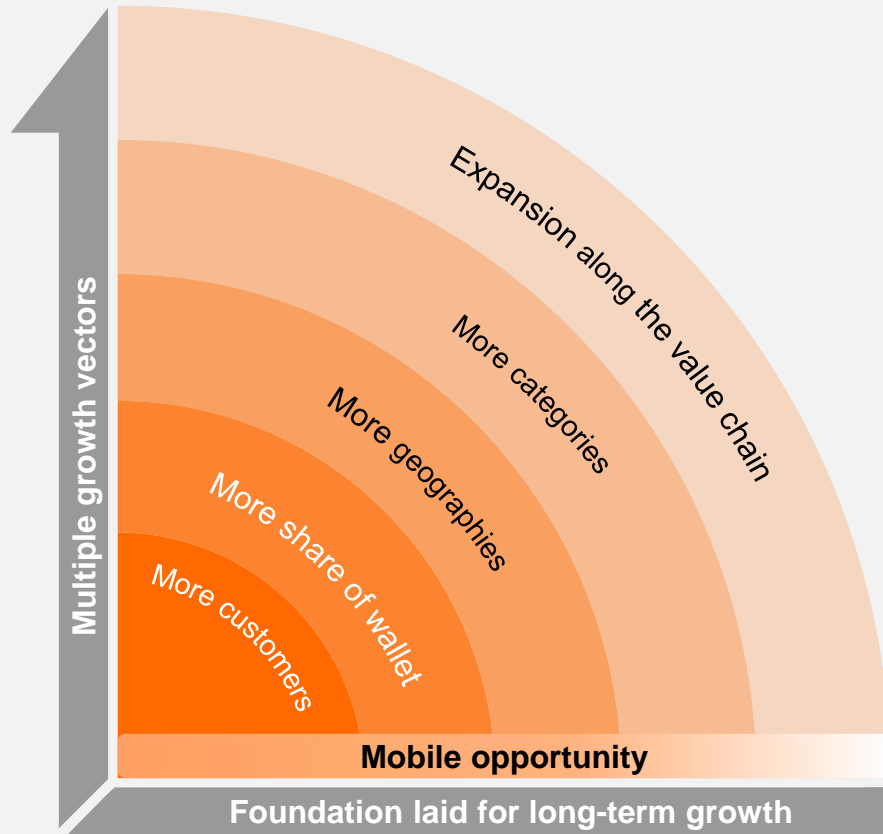 Multiple growth vectors
Expansion along the value chain
More categories
More geographies
More share of wallet
More customers
Mobile opportunity
Foundation laid for long-term growth